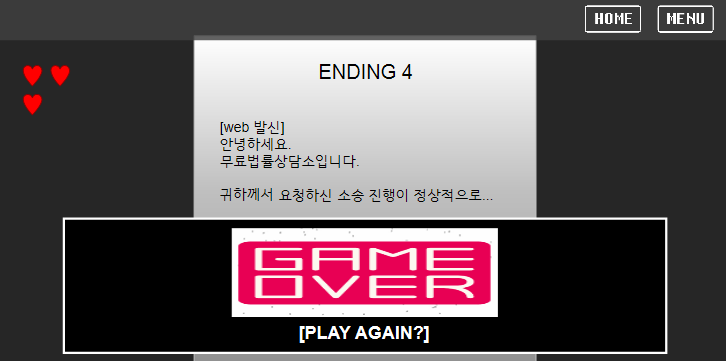 HOME MENU
ENDING 4
[web 발신]
안녕하세요.
무료법률상담소입니다.
귀하께서 요청하신 소송 진행이 정상적으로...
GAME
OVER
[PLAY AGAIN?]